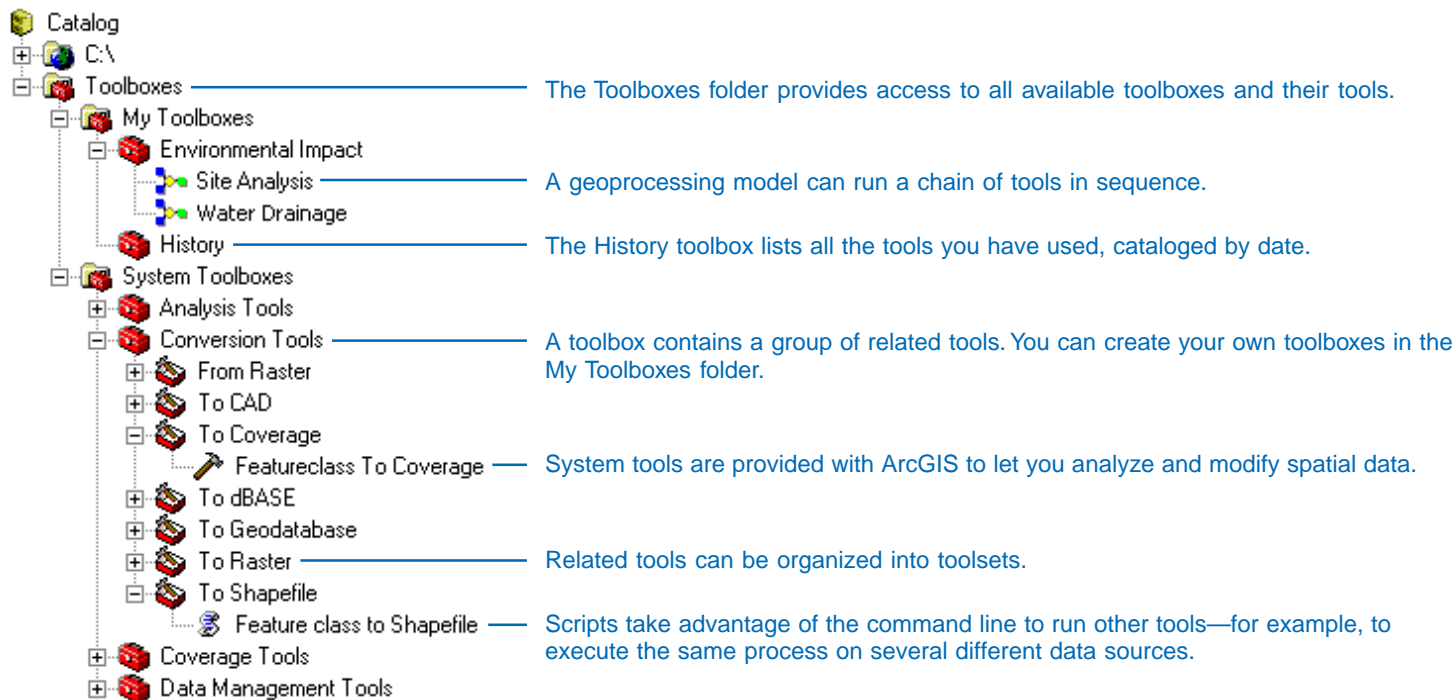 Catalog
C:\
Toolboxes
The Toolboxes folder provides access to all available toolboxes and their tools.
My Toolboxes
Environmental Impact
Site Analysis
A geoprocessing model can run a chain of tools in sequence.
Water Drainage
History
The History toolbox lists all the tools you have used, cataloged by date.
System Toolboxes
Analysis Tools
Conversion Tools
A toolbox contains a group of related tools. You can create your own toolboxes in the
My Toolboxes folder.
From Raster
To CAD
To Coverage
Featureclass To Coverage
System tools are provided with ArcGIS to let you analyze and modify spatial data.
To dBASE
To Geodatabase
To Raster
Related tools can be organized into toolsets.
To Shapefile
Feature class to Shapefile
Scripts take advantage of the command line to run other tools—for example, to
execute the same process on several different data sources.
Coverage Tools
Data Management Tools